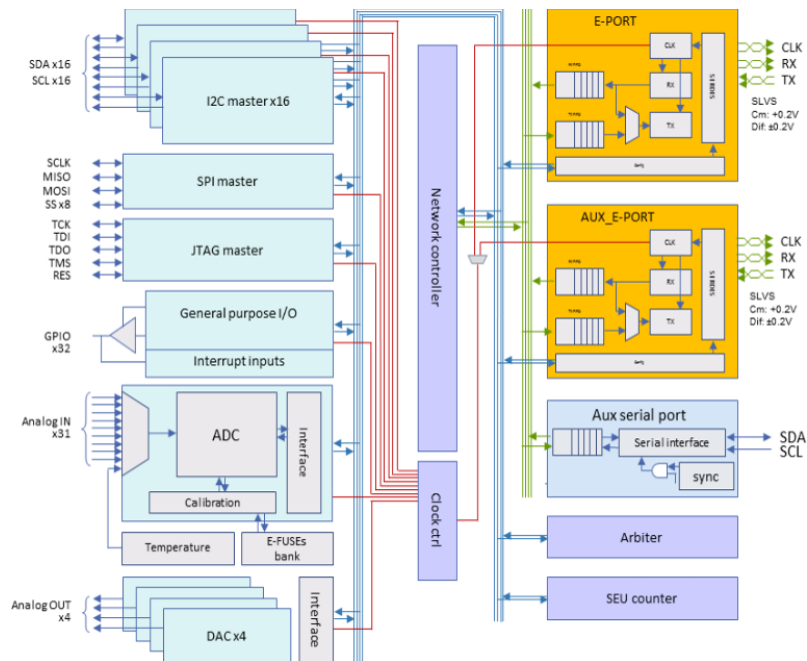 E-PORT
SDA x16
SCL x16
I2C master x16
CLK
RX
TX
SERDES
CLK
RX
TX
SLVS
Cm: +0.2V
Dif: ±0.2V
SCLK
MISO
MOSI
SS x8
SPI master
TCK
TDI
TDO
TMS
RES
JTAG master
Network controller
AUX_E-PORT
CLK
RX
TX
SERDES
CLK
RX
TX
SLVS
Cm: +0.2V
Dif: ±0.2V
GPIO
x32
General purpose I/O
Interrupt inputs
Analog IN
x31
ADC
Interface
Calibration
Temperature
E-FUSEs
bank
Clock ctrl
Aux serial port
Serial interface
sync
SDA
SCL
Arbiter
SEU counter
Analog OUT
x4
DAC x4
Interface